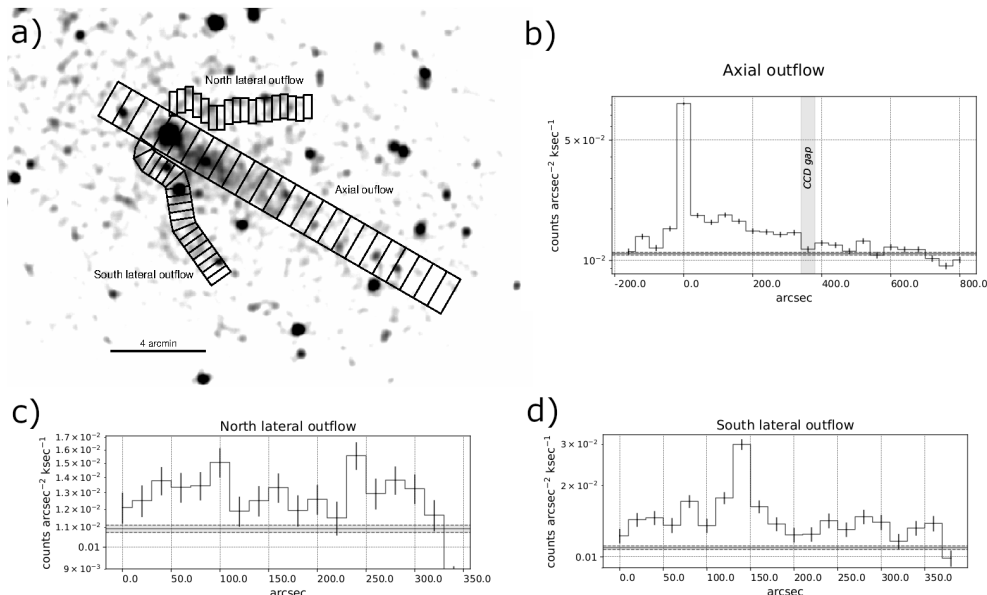 a)
North lateral outflow
Axial ouflow
South lateral outflow
4 arcmin
b)
Axial outflow
counts arcsec⁻² ksec⁻¹
5 × 10⁻²
10⁻²
CCD gap
-200.0 0.0 200.0 400.0 600.0 800.0
arcsec
c)
North lateral outflow
counts arcsec⁻² ksec⁻¹
1.7 × 10⁻²
1.6 × 10⁻²
1.5 × 10⁻²
1.4 × 10⁻²
1.3 × 10⁻²
1.2 × 10⁻²
1.1 × 10⁻²
0.01
9 × 10⁻³
0.0 50.0 100.0 150.0 200.0 250.0 300.0 350.0
arcsec
d)
South lateral outflow
counts arcsec⁻² ksec⁻¹
3 × 10⁻²
2 × 10⁻²
0.01
0.0 50.0 100.0 150.0 200.0 250.0 300.0 350.0
arcsec